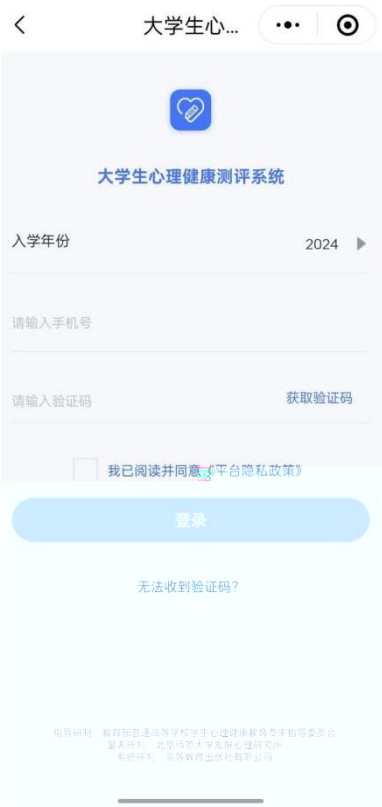 大学生心...
大学生心理健康测评系统
入学年份 2024
请输入手机号
请输入验证码 获取验证码
我已阅读并同意《平台隐私政策》
登录
无法收到验证码？
指导研制 教育部普通高等学校学生心理健康教育专家指导委员会
量表研制 北京师范大学发展心理研究所
系统研制 高等教育出版社有限公司